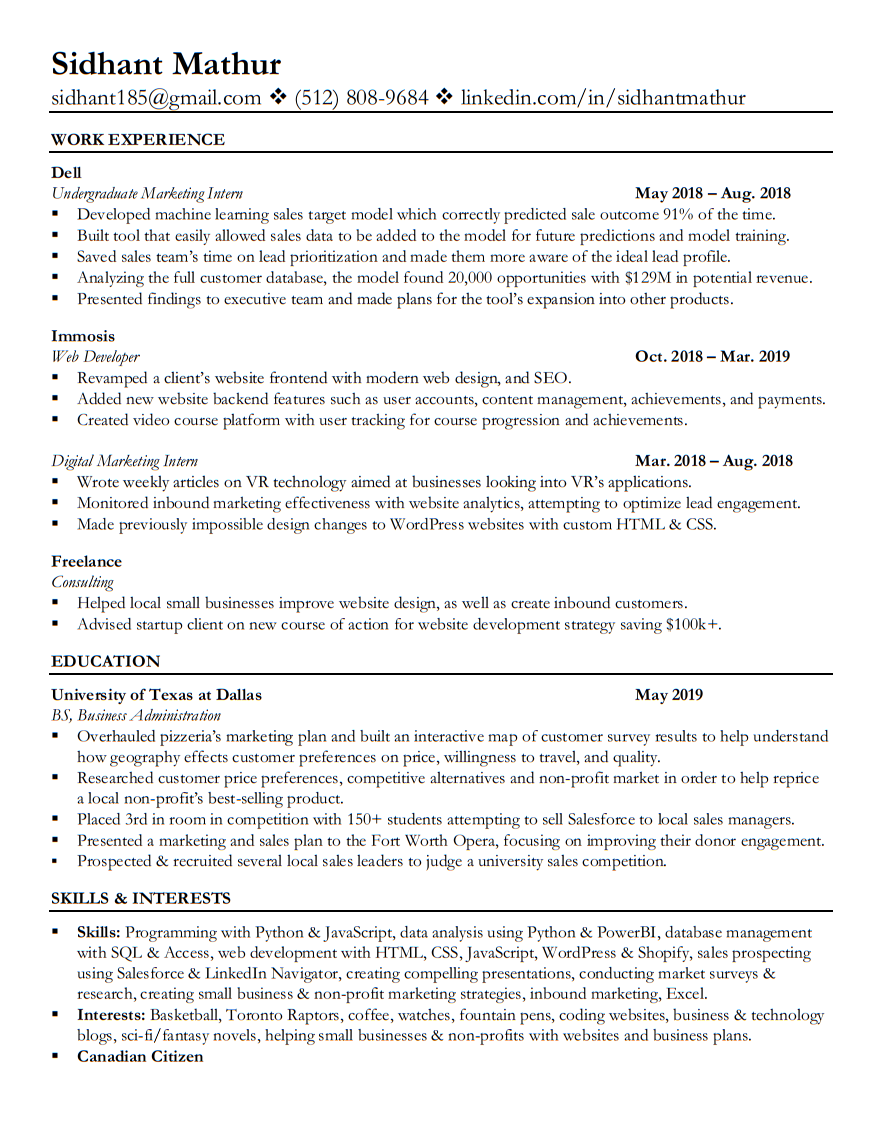 Sidhant Mathur
sidhant185@gmail.com ❖ (512) 808-9684 ❖ linkedin.com/in/sidhantmathur
WORK EXPERIENCE
Dell
Undergraduate Marketing Intern May 2018 – Aug. 2018
▪ Developed machine learning sales target model which correctly predicted sale outcome 91% of the time.
▪ Built tool that easily allowed sales data to be added to the model for future predictions and model training.
▪ Saved sales team’s time on lead prioritization and made them more aware of the ideal lead profile.
▪ Analyzing the full customer database, the model found 20,000 opportunities with $129M in potential revenue.
▪ Presented findings to executive team and made plans for the tool’s expansion into other products.
Immosis
Web Developer Oct. 2018 – Mar. 2019
▪ Revamped a client’s website frontend with modern web design, and SEO.
▪ Added new website backend features such as user accounts, content management, achievements, and payments.
▪ Created video course platform with user tracking for course progression and achievements.
Digital Marketing Intern Mar. 2018 – Aug. 2018
▪ Wrote weekly articles on VR technology aimed at businesses looking into VR’s applications.
▪ Monitored inbound marketing effectiveness with website analytics, attempting to optimize lead engagement.
▪ Made previously impossible design changes to WordPress websites with custom HTML & CSS.
Freelance
Consulting
▪ Helped local small businesses improve website design, as well as create inbound customers.
▪ Advised startup client on new course of action for website development strategy saving $100k+.
EDUCATION
University of Texas at Dallas May 2019
BS, Business Administration
▪ Overhauled pizzeria’s marketing plan and built an interactive map of customer survey results to help understand
how geography effects customer preferences on price, willingness to travel, and quality.
▪ Researched customer price preferences, competitive alternatives and non-profit market in order to help reprice
a local non-profit’s best-selling product.
▪ Placed 3rd in room in competition with 150+ students attempting to sell Salesforce to local sales managers.
▪ Presented a marketing and sales plan to the Fort Worth Opera, focusing on improving their donor engagement.
▪ Prospected & recruited several local sales leaders to judge a university sales competition.
SKILLS & INTERESTS
▪ Skills: Programming with Python & JavaScript, data analysis using Python & PowerBI, database management
with SQL & Access, web development with HTML, CSS, JavaScript, WordPress & Shopify, sales prospecting
using Salesforce & LinkedIn Navigator, creating compelling presentations, conducting market surveys &
research, creating small business & non-profit marketing strategies, inbound marketing, Excel.
▪ Interests: Basketball, Toronto Raptors, coffee, watches, fountain pens, coding websites, business & technology
blogs, sci-fi/fantasy novels, helping small businesses & non-profits with websites and business plans.
▪ Canadian Citizen